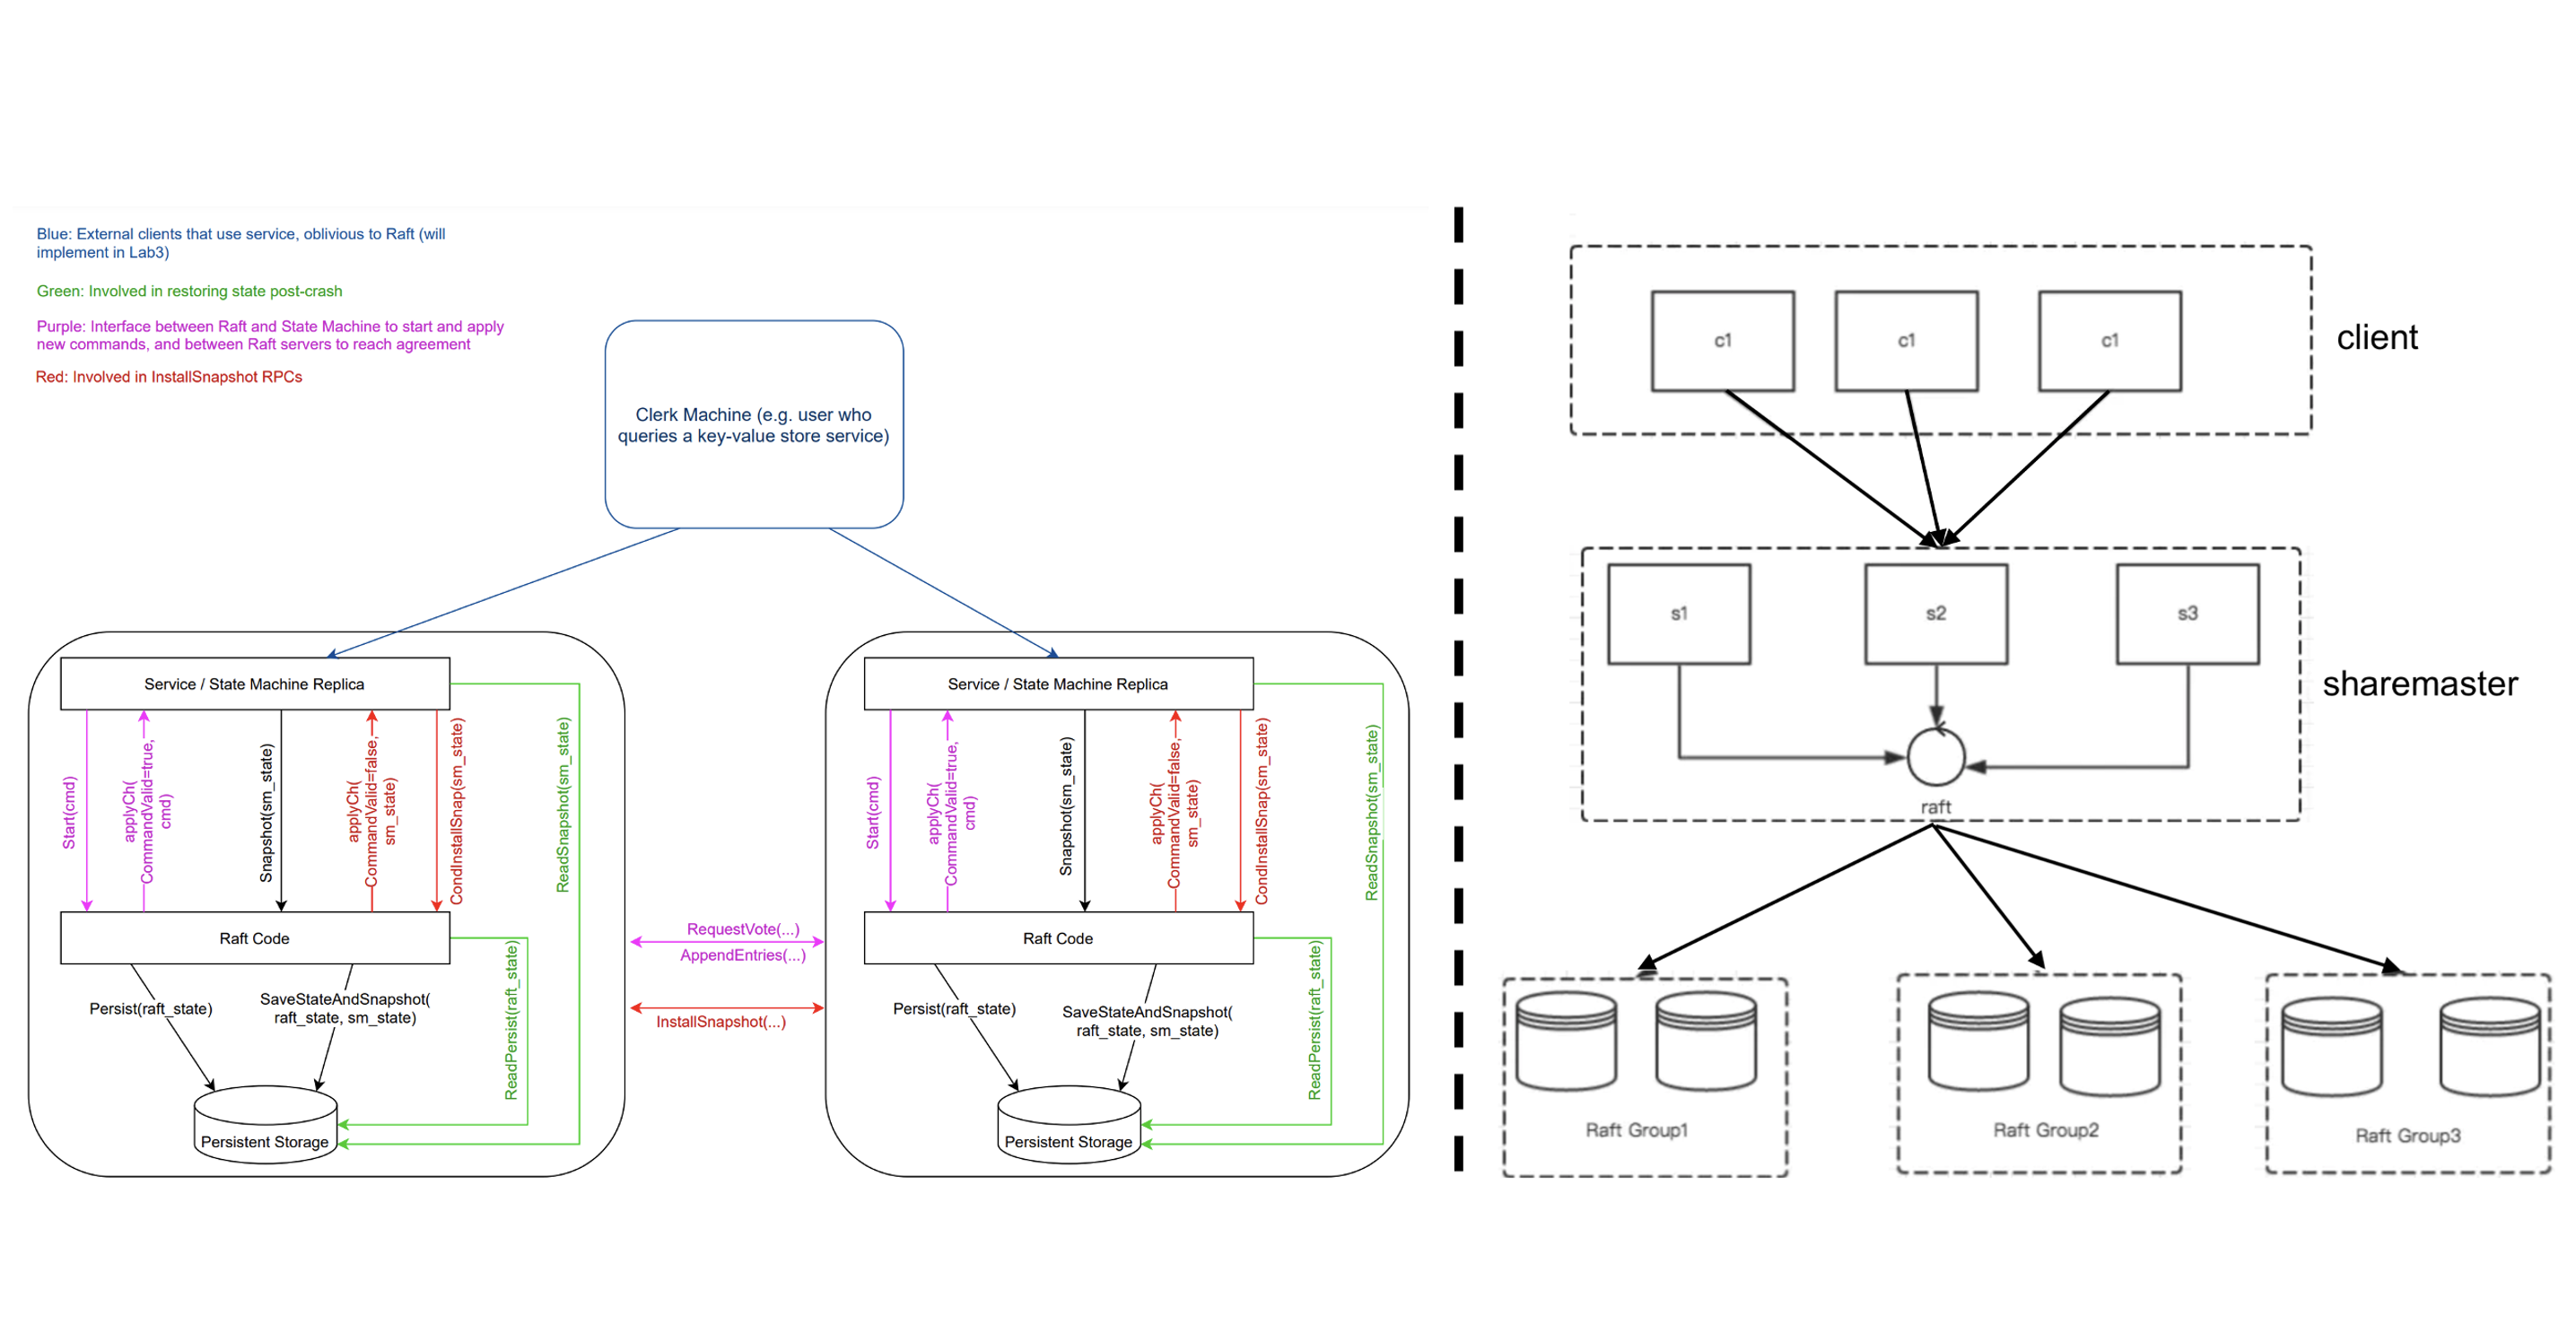 Blue: External clients that use service, oblivious to Raft (will
implement in Lab3)
Green: Involved in restoring state post-crash
Purple: Interface between Raft and State Machine to start and apply
new commands, and between Raft servers to reach agreement
Red: Involved in InstallSnapshot RPCs
Clerk Machine (e.g. user who
queries a key-value store service)
Service / State Machine Replica
Start(cmd)
applyCh(
CommandValid=true,
cmd)
Snapshot(sm_state)
applyCh(
CommandValid=false,
sm_state)
CondInstallSnap(sm_state)
ReadSnapshot(sm_state)
Raft Code
Persist(raft_state)
SaveStateAndSnapshot(
raft_state, sm_state)
ReadPersist(raft_state)
Persistent Storage
RequestVote(...)
AppendEntries(...)
InstallSnapshot(...)
Service / State Machine Replica
Start(cmd)
applyCh(
CommandValid=true,
cmd)
Snapshot(sm_state)
applyCh(
CommandValid=false,
sm_state)
CondInstallSnap(sm_state)
ReadSnapshot(sm_state)
Raft Code
Persist(raft_state)
SaveStateAndSnapshot(
raft_state, sm_state)
ReadPersist(raft_state)
Persistent Storage
c1
c1
c1
client
s1
s2
s3
sharemaster
raft
Raft Group1
Raft Group2
Raft Group3